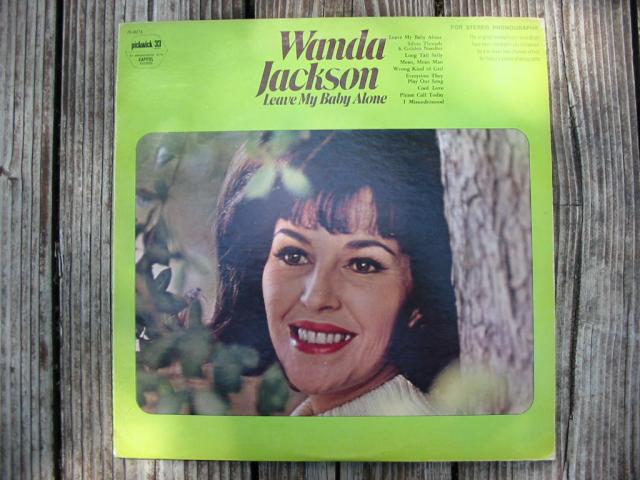 pickwick 33
CAPITOL
Wanda
Jackson
Leave My Baby Alone
Leave My Baby Alone
Silver Threads
& Golden Needles
Long Tall Sally
Mean, Mean Man
Wrong Kind of Girl
Everytime They
Play Our Song
Cool Love
Please Call Today
I Misunderstood
FOR STEREO PHONOGRAPHS